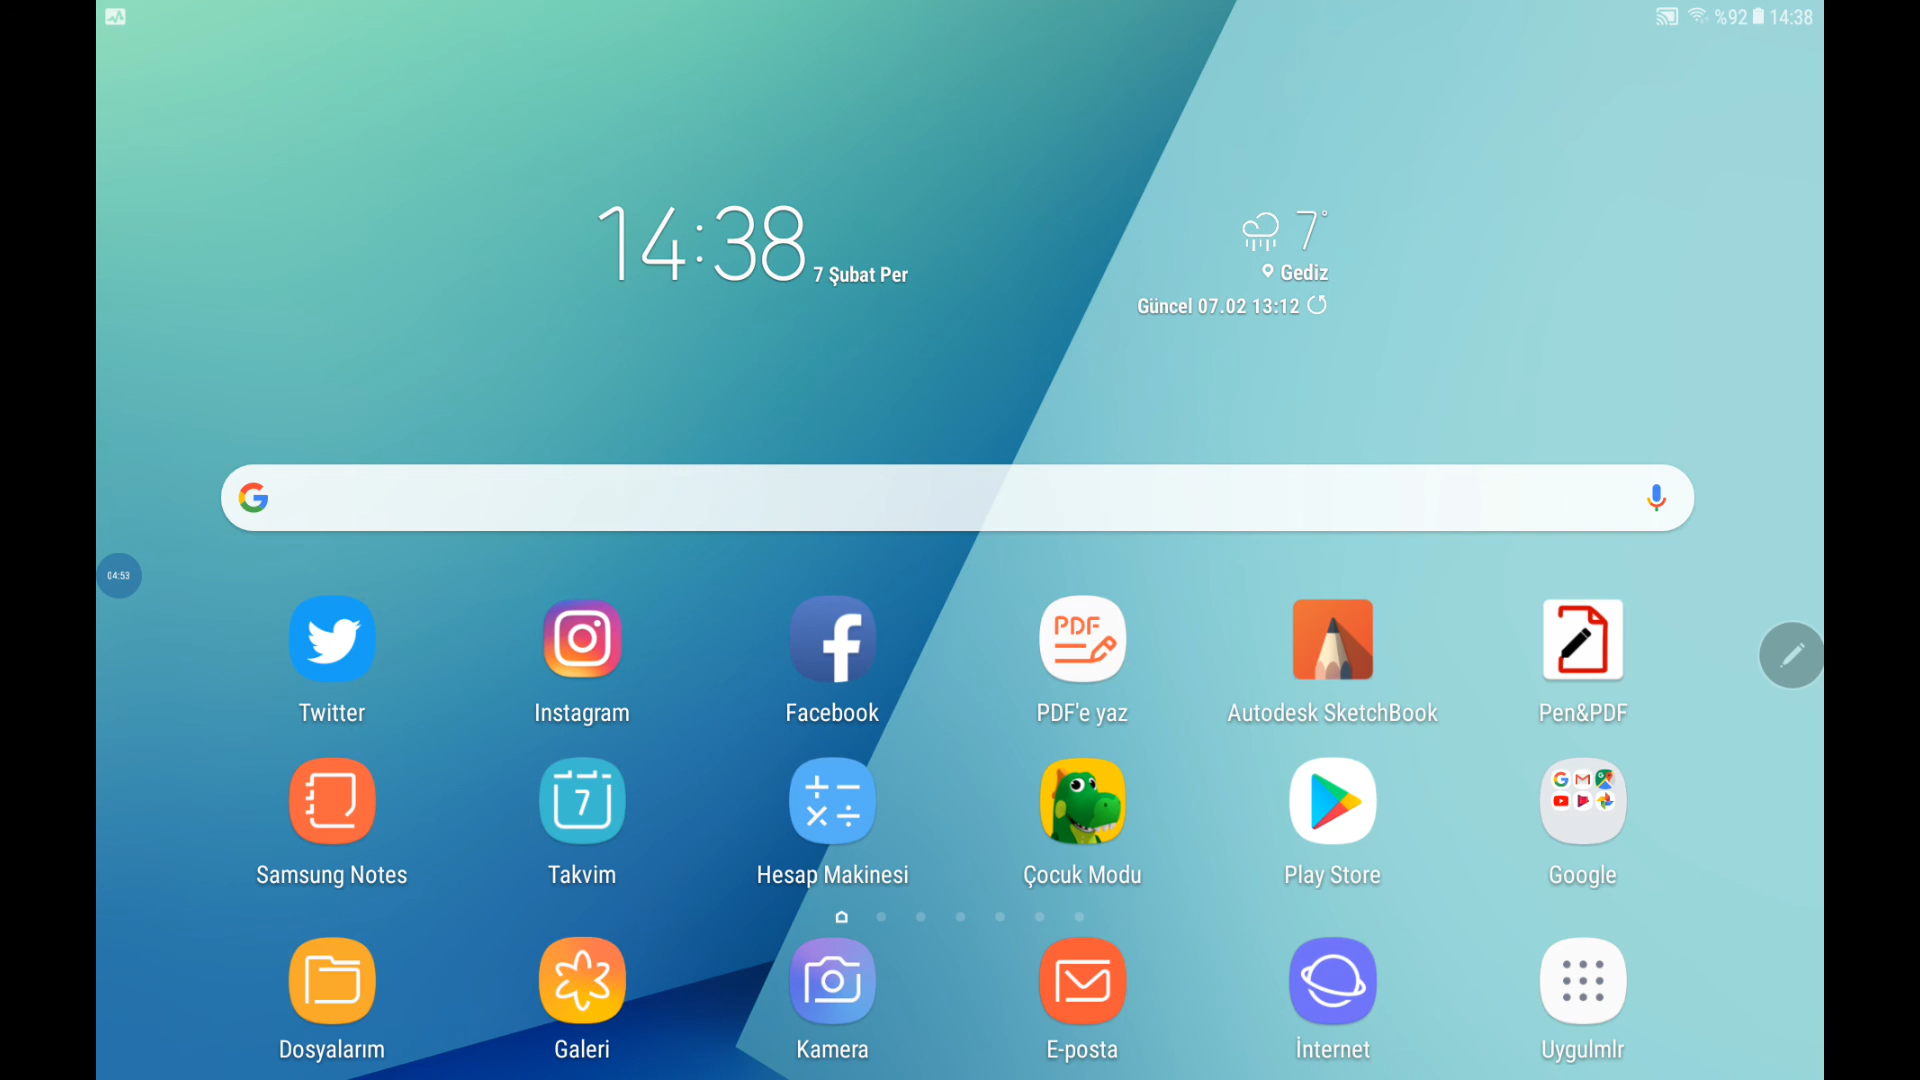 %92 14:38
14:38 7 Şubat Per
7°
Gediz
Güncel 07.02 13:12
04:53
Twitter
Instagram
Facebook
PDF
PDF'e yaz
Autodesk SketchBook
Pen&PDF
7
Samsung Notes
Takvim
Hesap Makinesi
Çocuk Modu
Play Store
Google
Dosyalarım
Galeri
Kamera
E-posta
İnternet
Uygulmlr